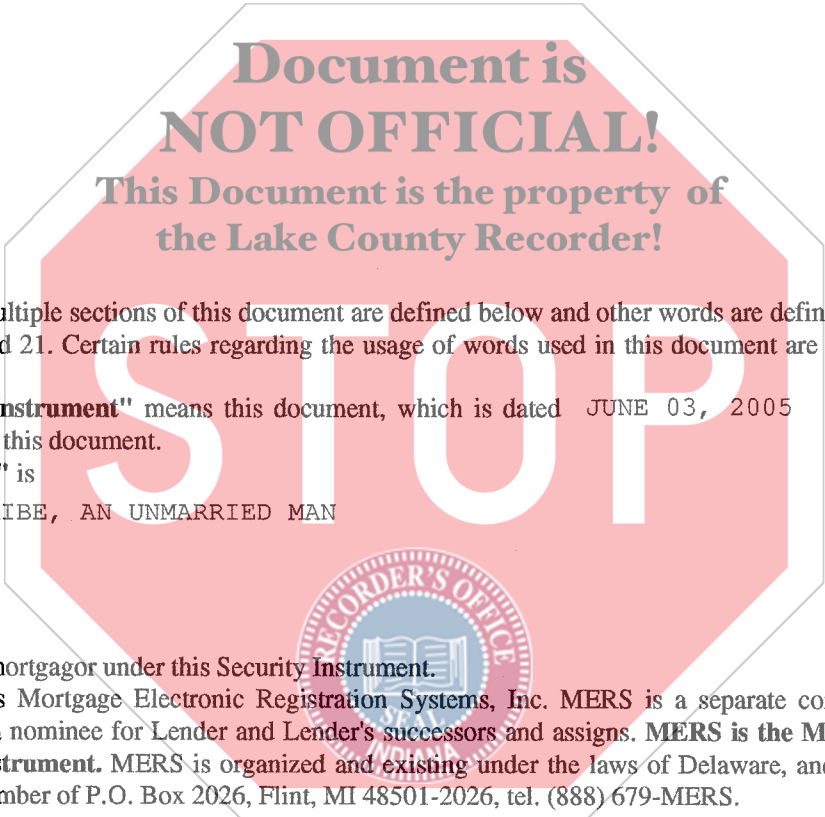 Document is
NOT OFFICIAL!
This Document is the property of
the Lake County Recorder!
ultiple sections of this document are defined below and other words are defin
d 21. Certain rules regarding the usage of words used in this document are
nstrument" means this document, which is dated JUNE 03, 2005
this document.
" is
IBE, AN UNMARRIED MAN
STOP
RECORDER'S OFFICE
SEAL
INDIANA
nortgagor under this Security Instrument.
s Mortgage Electronic Registration Systems, Inc. MERS is a separate co
nominee for Lender and Lender's successors and assigns. MERS is the M
strument. MERS is organized and existing under the laws of Delaware, an
mber of P.O. Box 2026, Flint, MI 48501-2026, tel. (888) 679-MERS.